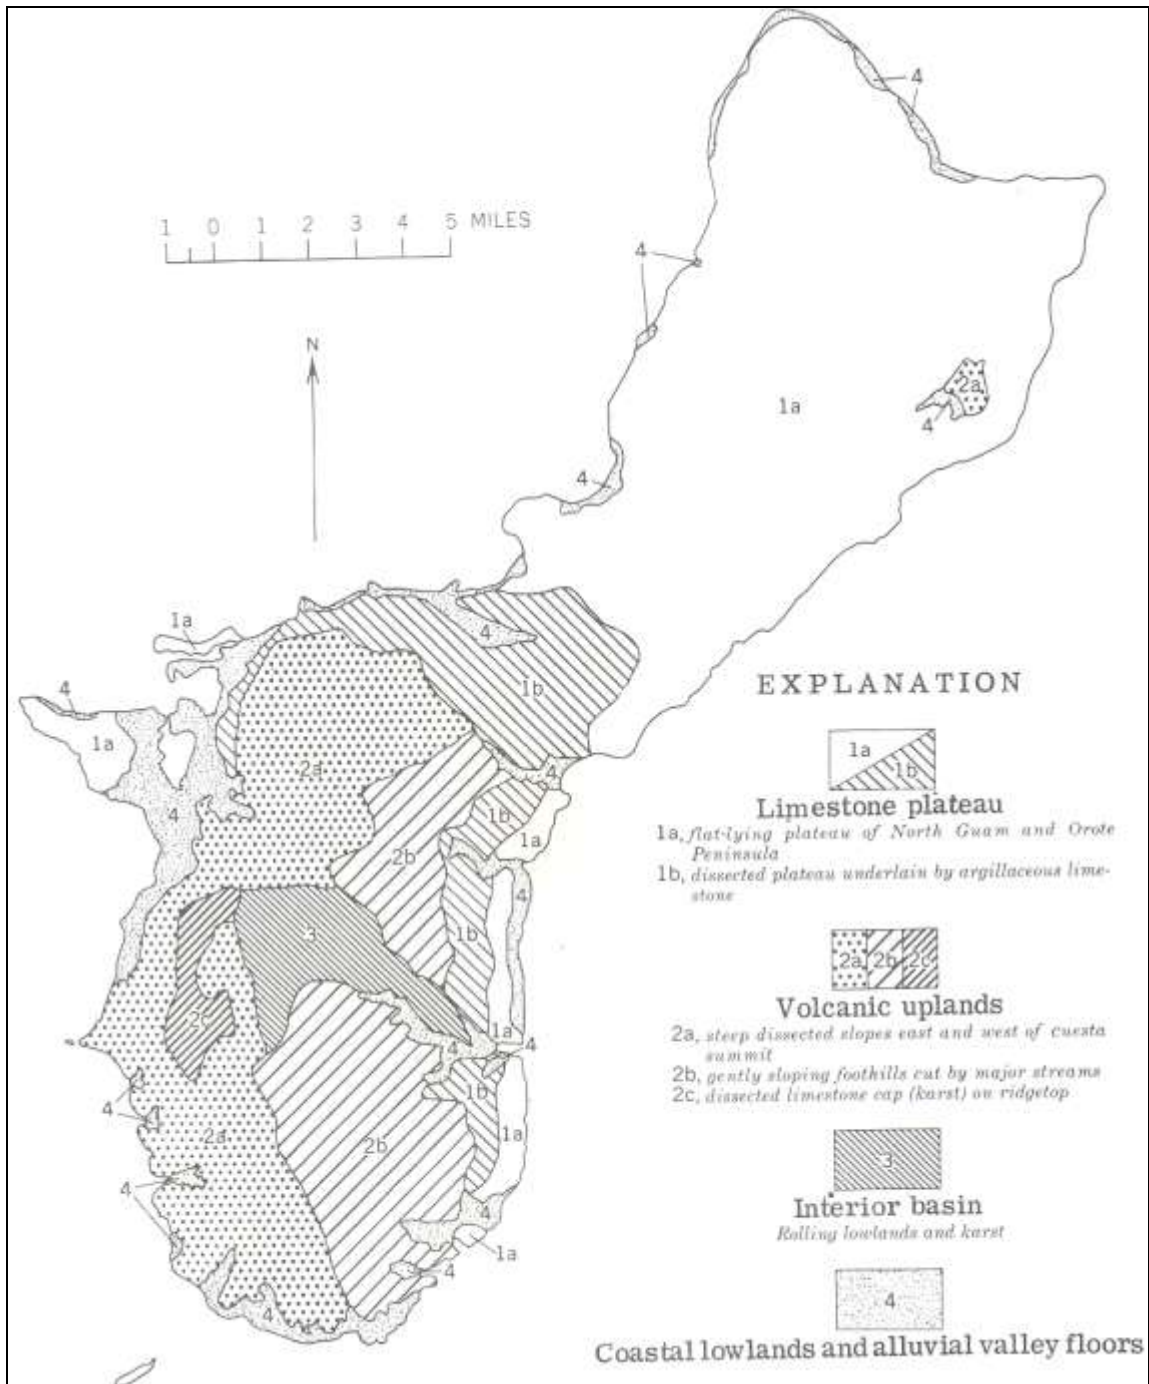 4
1 0 1 2 3 4 5 MILES
4
N
2a
1a
4
4
1a
4
4
1b
1a
2a
4
4
1b
1a
2b
4
3
1b
2c
1a
4
4
4
1b
2a
1a
2b
4
4
1a
4
4
EXPLANATION
1a
1b
Limestone plateau
1a, flat-lying plateau of North Guam and Orote
Peninsula
1b, dissected plateau underlain by argillaceous lime-
stone
2a 2b 2c
Volcanic uplands
2a, steep dissected slopes east and west of cuesta
summit
2b, gently sloping foothills cut by major streams
2c, dissected limestone cap (karst) on ridgetop
3
Interior basin
Rolling lowlands and karst
4
Coastal lowlands and alluvial valley floors